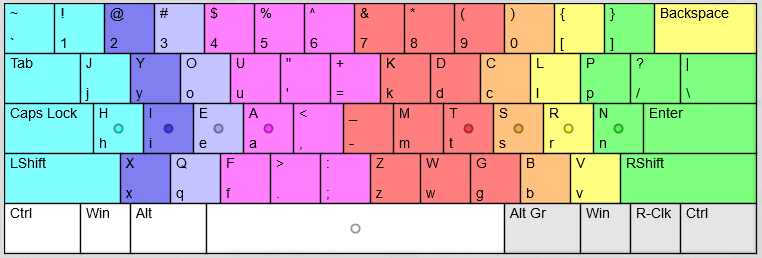 ~ ! @ # $ % ^ & * ( ) { } Backspace
` 1 2 3 4 5 6 7 8 9 0 [ ]
Tab J Y O U " + K D C L P ? |
j y o u ' = k d c l p / \
Caps Lock H I E A < _ M T S R N Enter
h i e a , - m t s r n
LShift X Q F > : Z W G B V RShift
x q f . ; z w g b v
Ctrl Win Alt Alt Gr Win R-Clk Ctrl